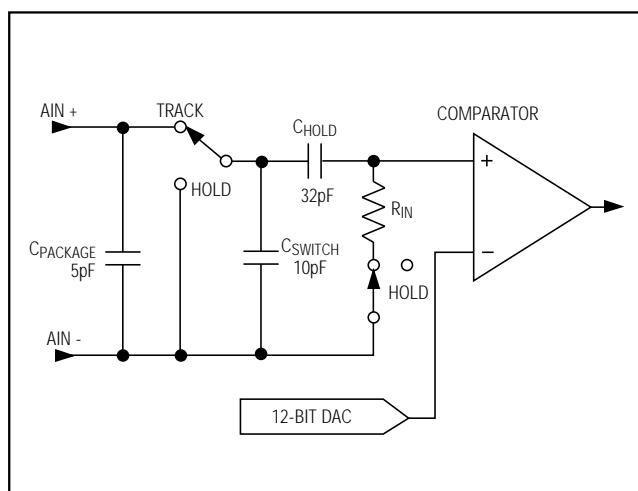 AIN +
TRACK
HOLD
CPACKAGE
5pF
CSWITCH
10pF
CHOLD
32pF
RIN
HOLD
COMPARATOR
+
−
AIN -
12-BIT DAC